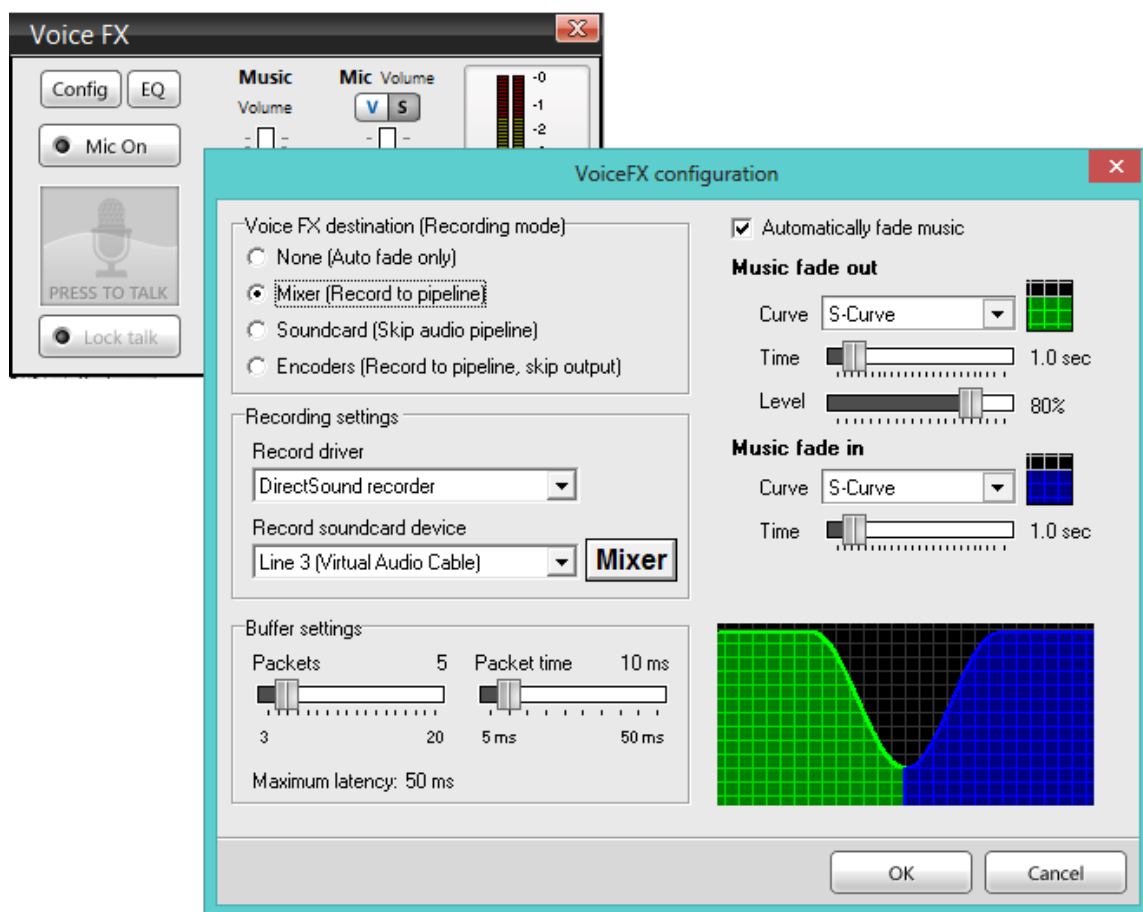 Voice FX
Config EQ
Music Mic Volume
Volume V S
-0
-1
-2
Mic On
PRESS TO TALK
Lock talk
VoiceFX configuration
Voice FX destination (Recording mode)
None (Auto fade only)
Mixer (Record to pipeline)
Soundcard (Skip audio pipeline)
Encoders (Record to pipeline, skip output)
Recording settings
Record driver
DirectSound recorder
Record soundcard device
Line 3 (Virtual Audio Cable) Mixer
Buffer settings
Packets 5 Packet time 10 ms
3 20 5 ms 50 ms
Maximum latency: 50 ms
Automatically fade music
Music fade out
Curve S-Curve
Time 1.0 sec
Level 80%
Music fade in
Curve S-Curve
Time 1.0 sec
OK Cancel